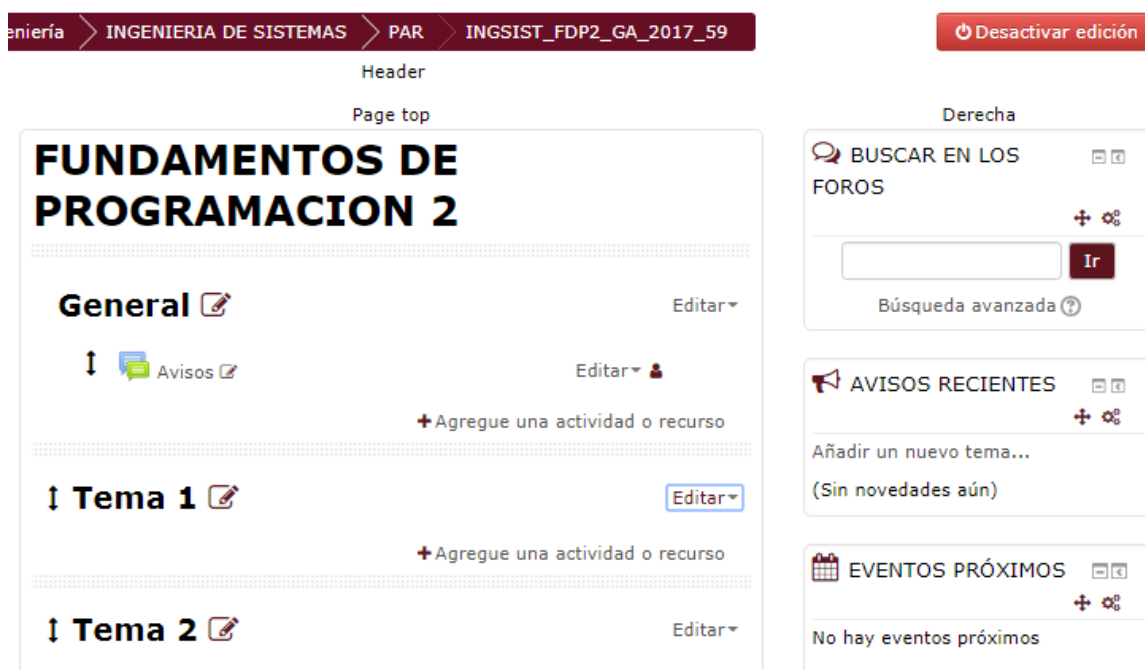 eniería INGENIERIA DE SISTEMAS PAR INGSIST_FDP2_GA_2017_59
Desactivar edición
Header
Page top
FUNDAMENTOS DE
PROGRAMACION 2
General Editar
Avisos Editar
Agregue una actividad o recurso
Tema 1 Editar
Agregue una actividad o recurso
Tema 2 Editar
Derecha
BUSCAR EN LOS
FOROS
Ir
Búsqueda avanzada
AVISOS RECIENTES
Añadir un nuevo tema...
(Sin novedades aún)
EVENTOS PRÓXIMOS
No hay eventos próximos